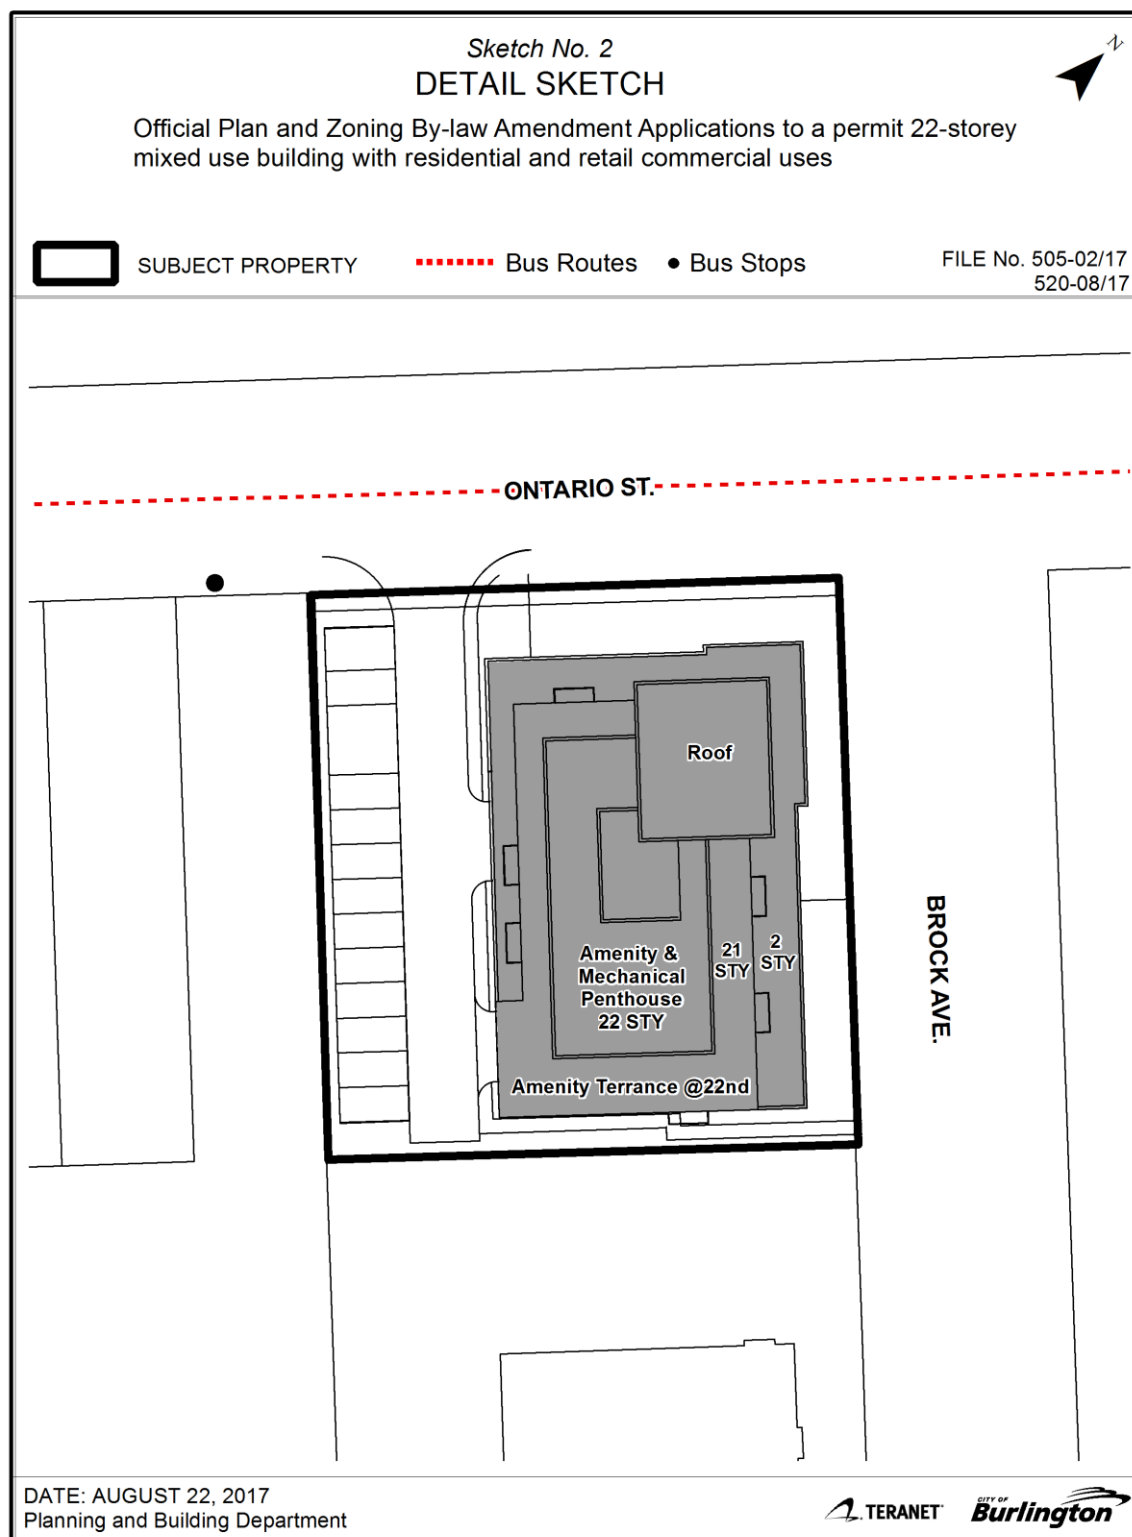 Sketch No. 2
DETAIL SKETCH
N
Official Plan and Zoning By-law Amendment Applications to a permit 22-storey
mixed use building with residential and retail commercial uses
SUBJECT PROPERTY
Bus Routes
Bus Stops
FILE No. 505-02/17
520-08/17
ONTARIO ST.
Roof
BROCK AVE.
Amenity &
Mechanical
Penthouse
22 STY
21
STY
2
STY
Amenity Terrance @22nd
DATE: AUGUST 22, 2017
Planning and Building Department
TERANET
CITY OF
Burlington